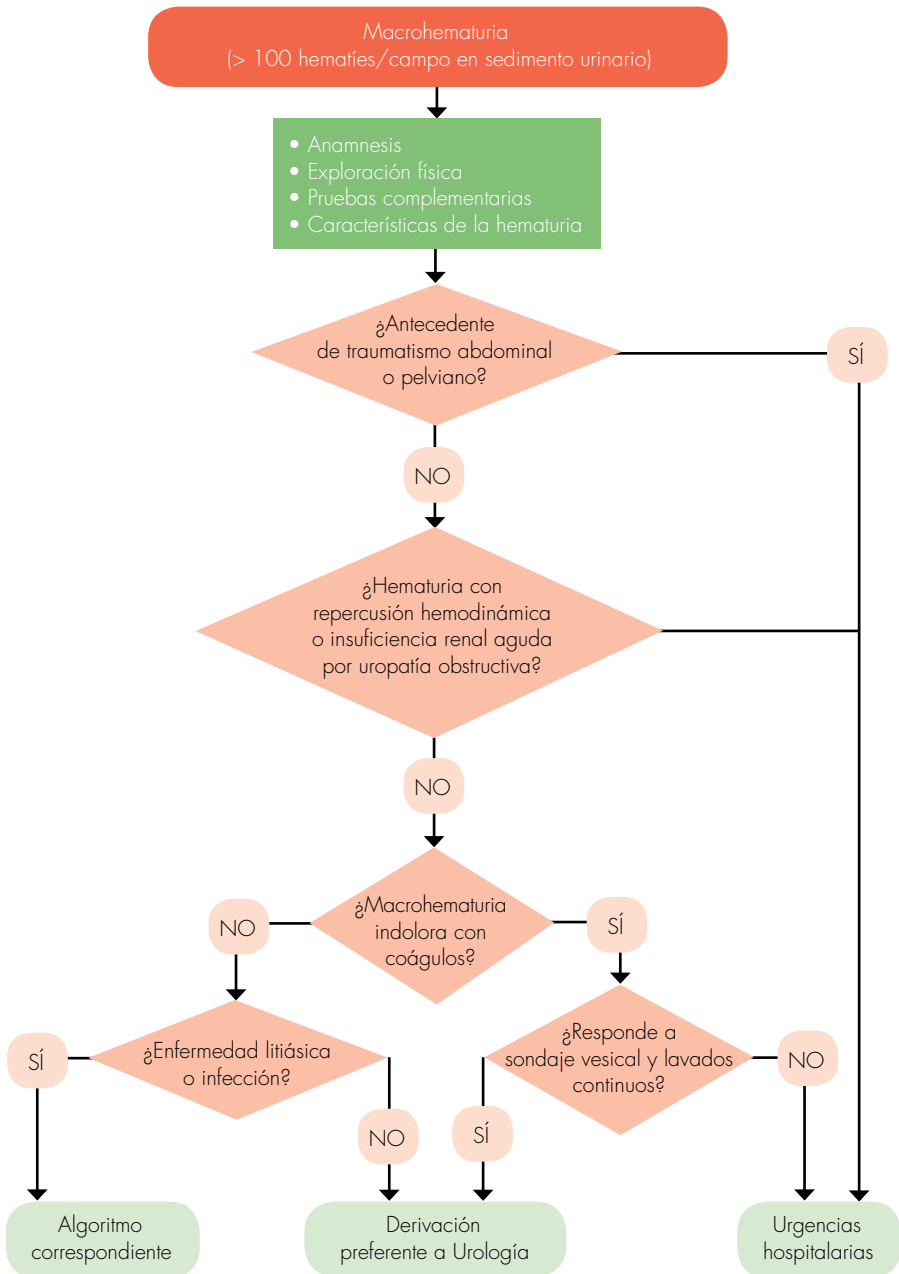 Macrohematuria
(> 100 hematíes/campo en sedimento urinario)
• Anamnesis
• Exploración física
• Pruebas complementarias
• Características de la hematuria
¿Antecedente
de traumatismo abdominal
o pelviano?
SÍ
NO
¿Hematuria con
repercusión hemodinámica
o insuficiencia renal aguda
por uropatía obstructiva?
NO
¿Macrohematuria
indolora con
coágulos?
NO
SÍ
¿Enfermedad litiásica
o infección?
¿Responde a
sondaje vesical y lavados
continuos?
SÍ
NO
SÍ
NO
Algoritmo
correspondiente
Derivación
preferente a Urología
Urgencias
hospitalarias